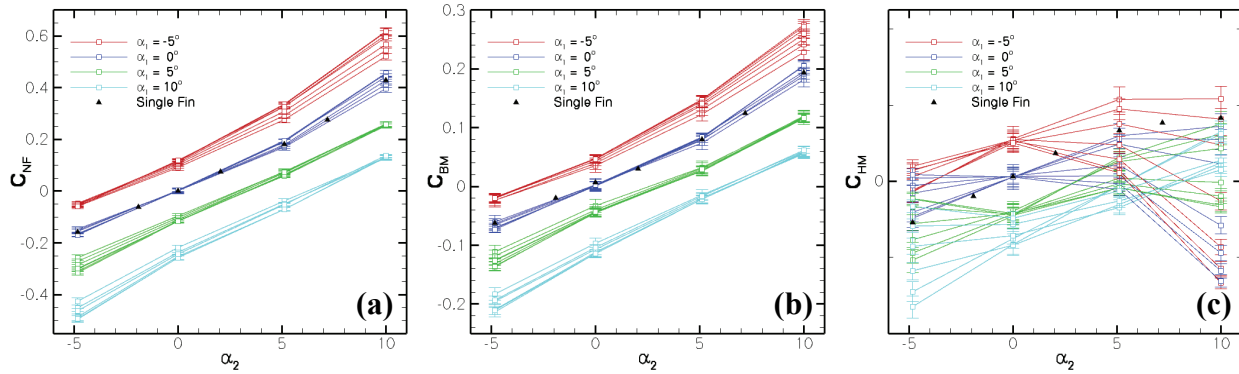 C_NF
0.6
0.4
0.2
0
-0.2
-0.4
α₁ = -5°
α₁ = 0°
α₁ = 5°
α₁ = 10°
Single Fin
(a)
-5 0 5 10
α₂
C_BM
0.3
0.2
0.1
0
-0.1
-0.2
α₁ = -5°
α₁ = 0°
α₁ = 5°
α₁ = 10°
Single Fin
(b)
-5 0 5 10
α₂
C_HM
0
α₁ = -5°
α₁ = 0°
α₁ = 5°
α₁ = 10°
Single Fin
(c)
-5 0 5 10
α₂